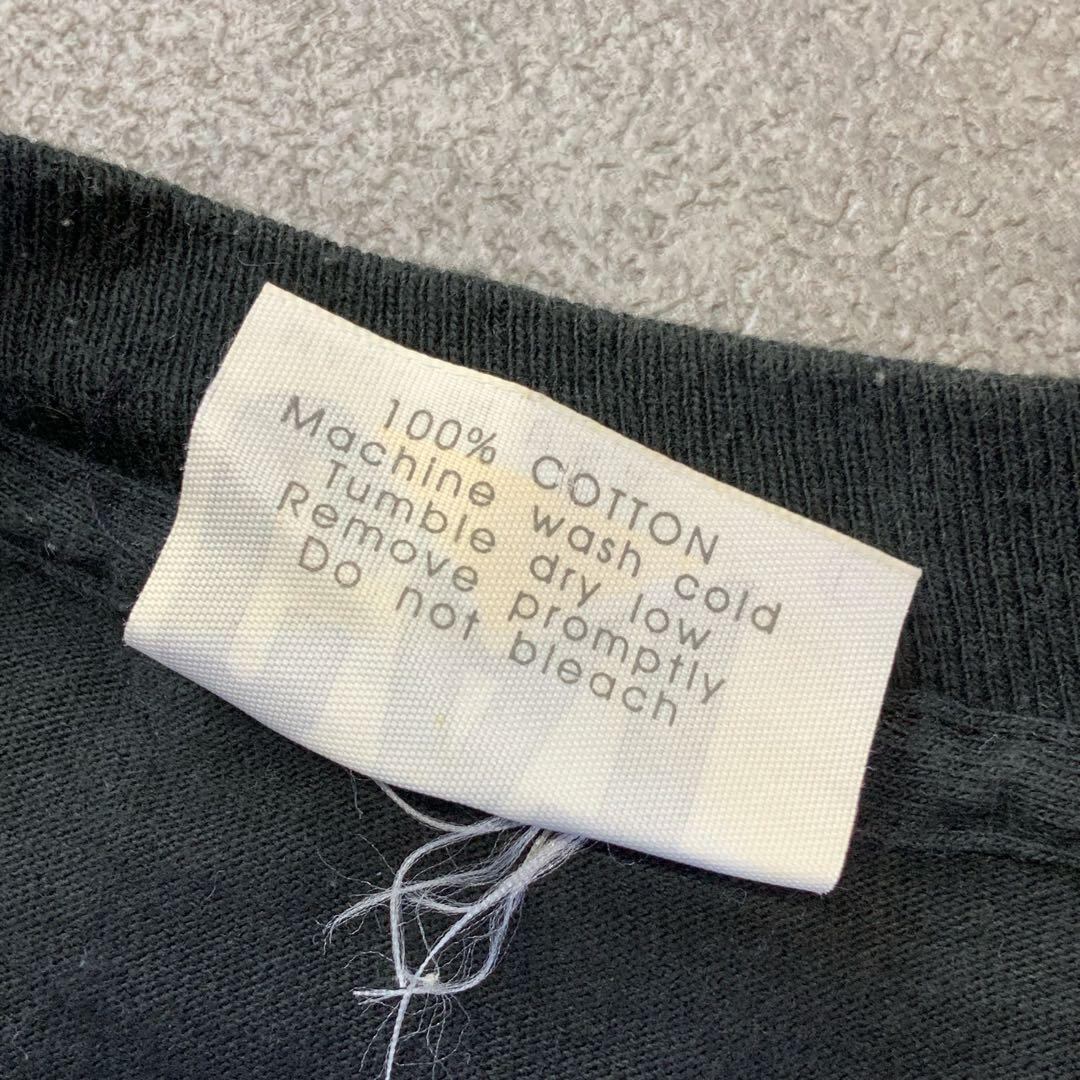 100% COTTON
Machine wash cold
Tumble dry low
Remove promptly
Do not bleach